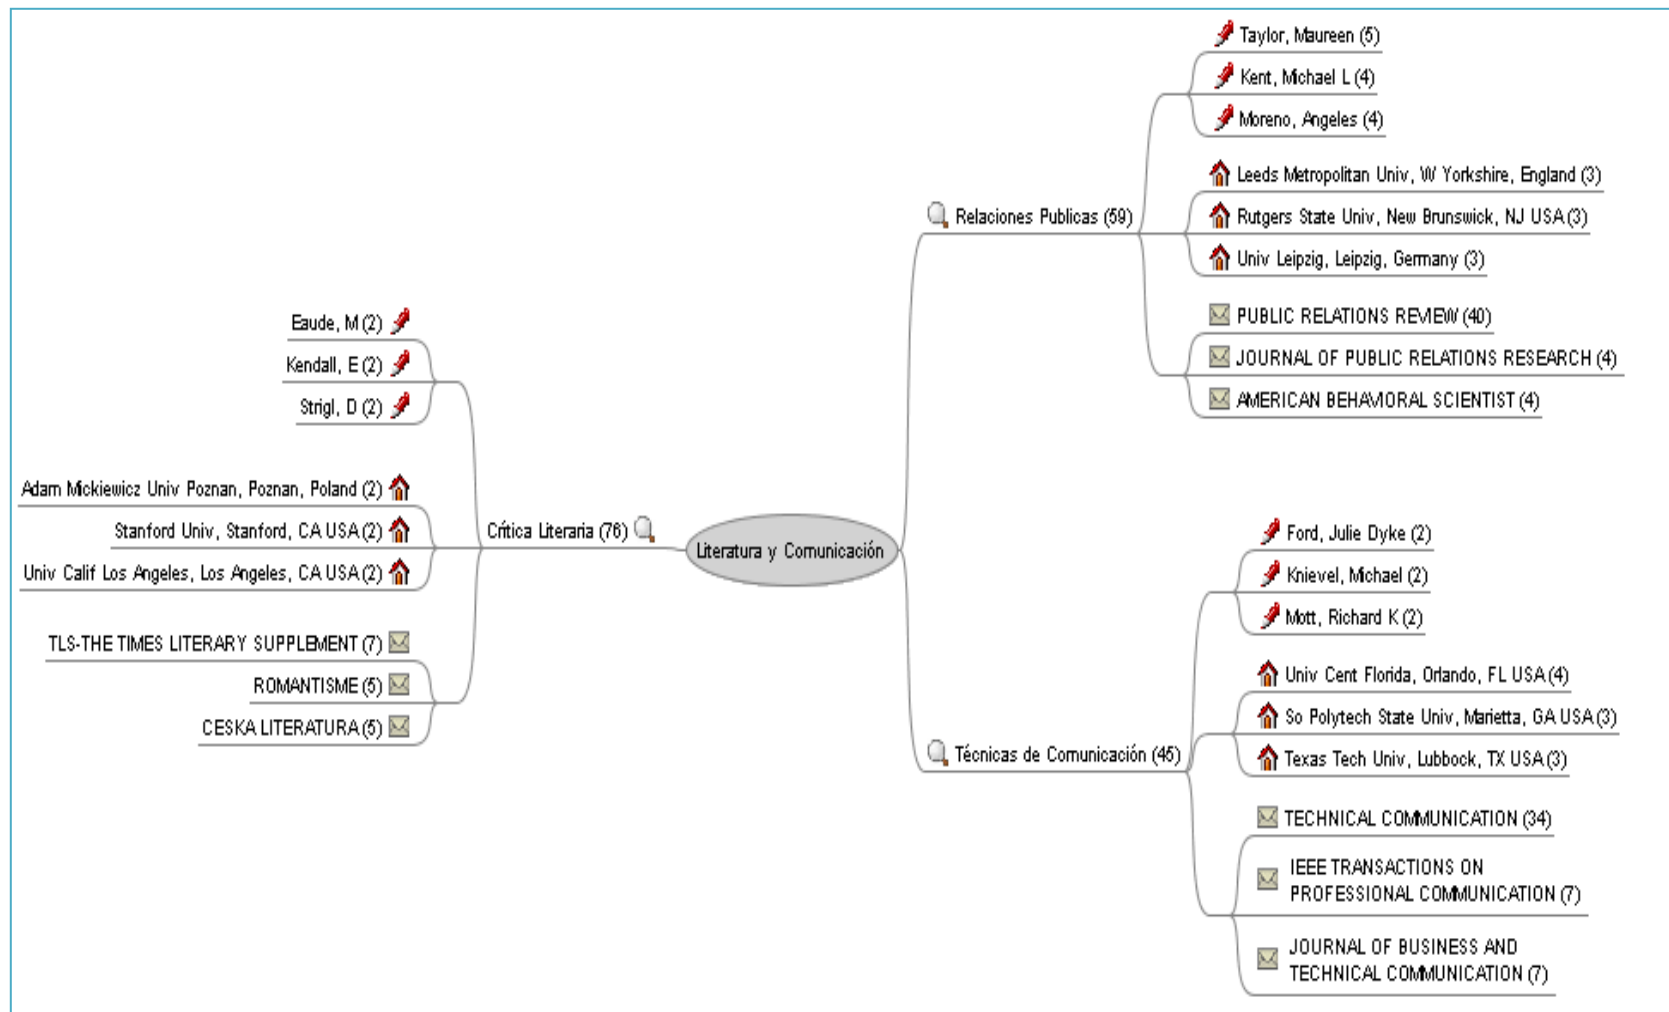 Literatura y Comunicación
Crítica Literaria (76)
Eaude, M (2)
Kendall, E (2)
Strigl, D (2)
Adam Mickiewicz Univ Poznan, Poznan, Poland (2)
Stanford Univ, Stanford, CA USA (2)
Univ Calif Los Angeles, Los Angeles, CA USA (2)
TLS-THE TIMES LITERARY SUPPLEMENT (7)
ROMANTISME (5)
CESKA LITERATURA (5)
Relaciones Publicas (59)
Taylor, Maureen (5)
Kent, Michael L (4)
Moreno, Angeles (4)
Leeds Metropolitan Univ, W Yorkshire, England (3)
Rutgers State Univ, New Brunswick, NJ USA (3)
Univ Leipzig, Leipzig, Germany (3)
PUBLIC RELATIONS REVIEW (40)
JOURNAL OF PUBLIC RELATIONS RESEARCH (4)
AMERICAN BEHAVIORAL SCIENTIST (4)
Técnicas de Comunicación (45)
Ford, Julie Dyke (2)
Knievel, Michael (2)
Mott, Richard K (2)
Univ Cent Florida, Orlando, FL USA (4)
So Polytech State Univ, Marietta, GA USA (3)
Texas Tech Univ, Lubbock, TX USA (3)
TECHNICAL COMMUNICATION (34)
IEEE TRANSACTIONS ON
PROFESSIONAL COMMUNICATION (7)
JOURNAL OF BUSINESS AND
TECHNICAL COMMUNICATION (7)